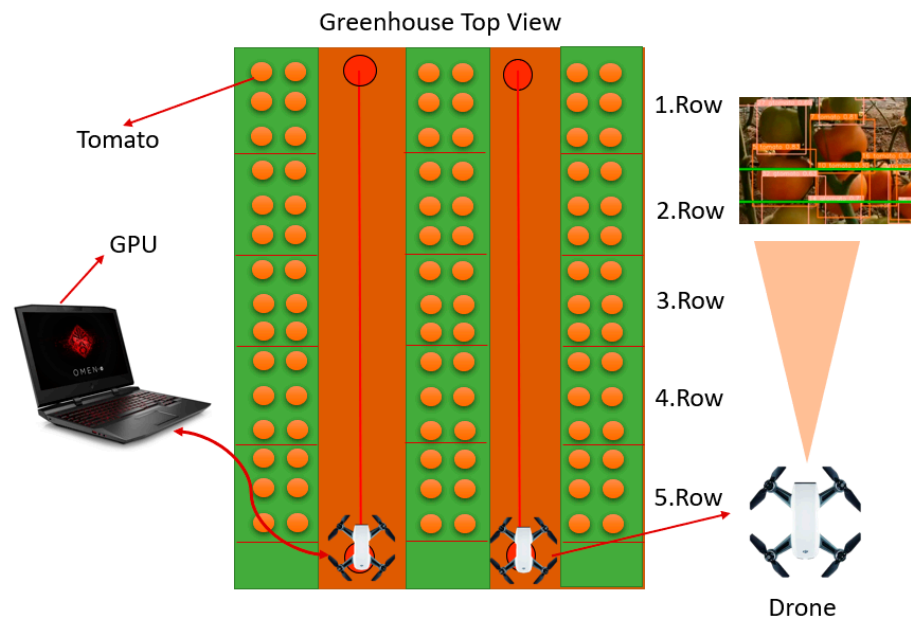 Greenhouse Top View
Tomato
GPU
OMEN
1.Row
2.Row
3.Row
4.Row
5.Row
Drone